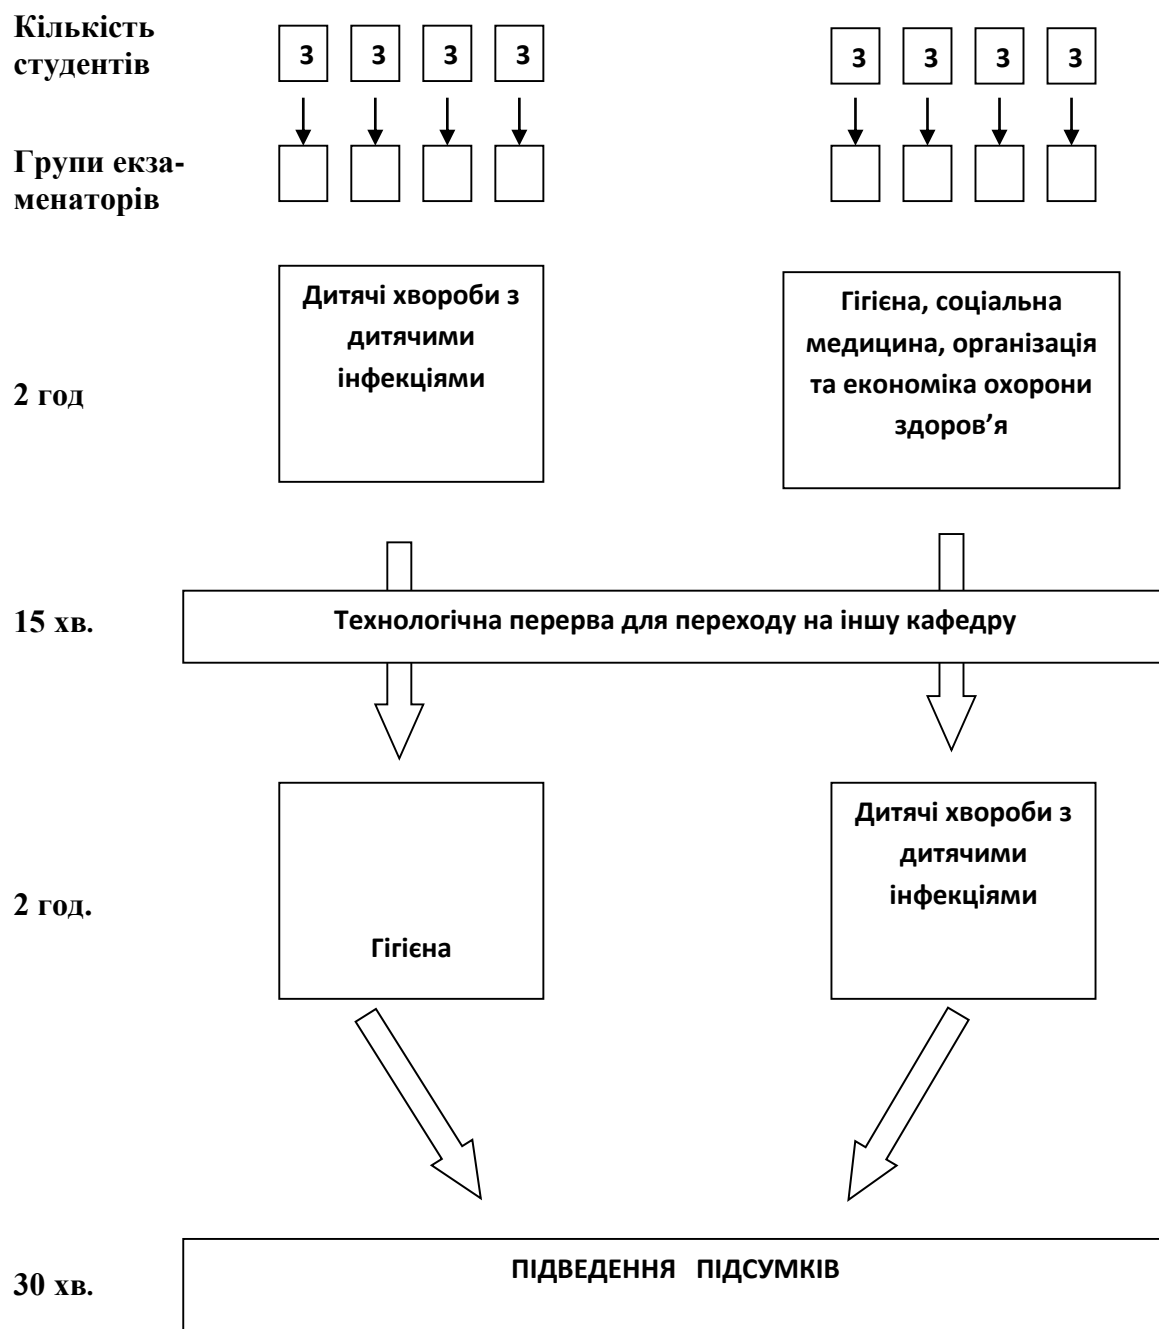 Кількість
студентів
3 3 3 3 3 3 3 3
Групи екза-
менаторів
2 год
Дитячі хвороби з
дитячими
інфекціями
Гігієна, соціальна
медицина, організація
та економіка охорони
здоров’я
15 хв.
Технологічна перерва для переходу на іншу кафедру
2 год.
Гігієна
Дитячі хвороби з
дитячими
інфекціями
30 хв.
ПІДВЕДЕННЯ ПІДСУМКІВ